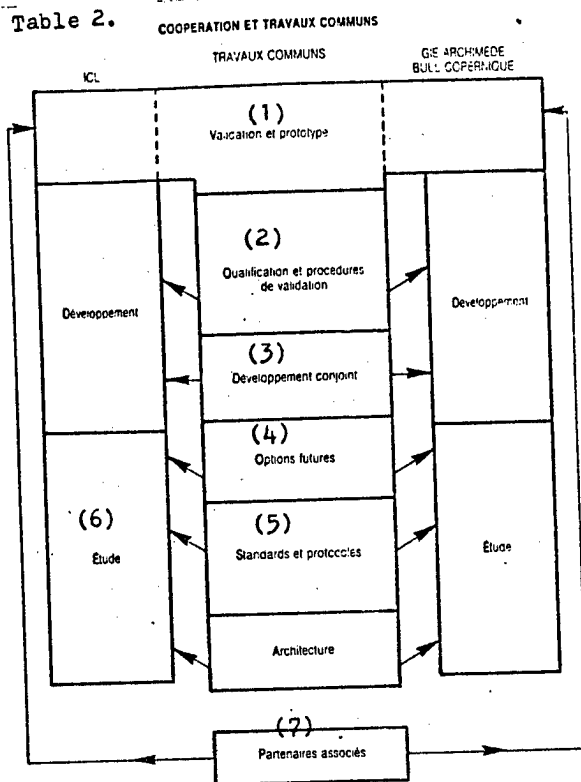 Table 2.
COOPERATION ET TRAVAUX COMMUNS
ICL
TRAVAUX COMMUNS
GIE ARCHIMEDE
BULL COPERNIQUE
(1)
Validation et prototype
(2)
Qualification et procédures
de validation
Développement
Développement
(3)
Développement conjoint
(4)
Options futures
(6)
Étude
(5)
Standards et protocoles
Étude
Architecture
(7)
Partenaires associés